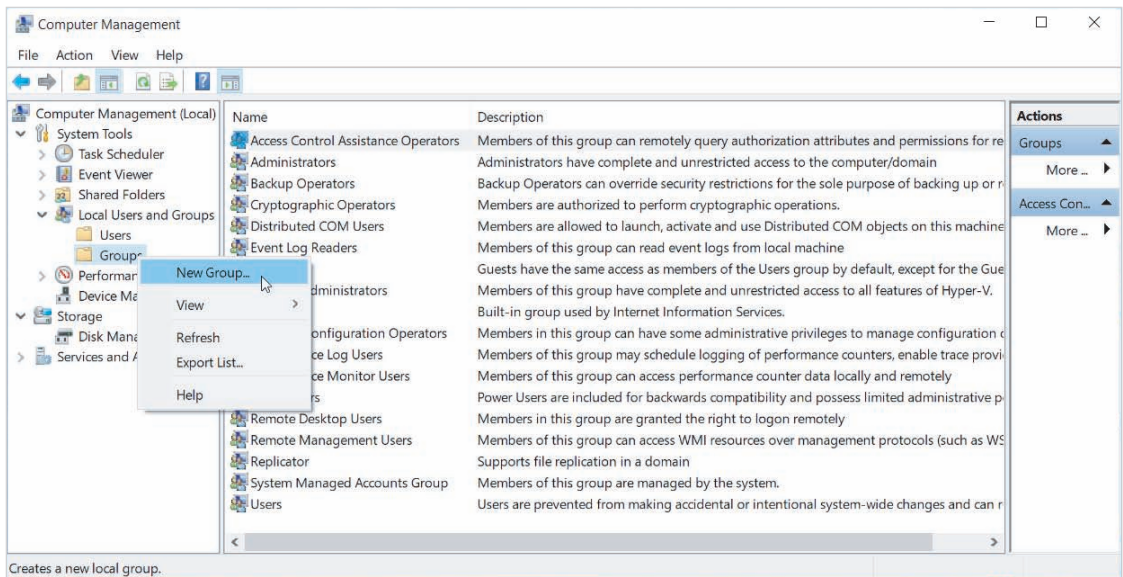 Computer Management
File Action View Help
Computer Management (Local)
System Tools
Task Scheduler
Event Viewer
Shared Folders
Local Users and Groups
Users
Groups
Performan
Device Ma
Storage
Disk Mana
Services and A
New Group...
View
Refresh
Export List...
Help
Name Description
Access Control Assistance Operators Members of this group can remotely query authorization attributes and permissions for re
Administrators Administrators have complete and unrestricted access to the computer/domain
Backup Operators Backup Operators can override security restrictions for the sole purpose of backing up or r
Cryptographic Operators Members are authorized to perform cryptographic operations.
Distributed COM Users Members are allowed to launch, activate and use Distributed COM objects on this machine
Event Log Readers Members of this group can read event logs from local machine
Guests have the same access as members of the Users group by default, except for the Gue
dministrators Members of this group have complete and unrestricted access to all features of Hyper-V.
Built-in group used by Internet Information Services.
onfiguration Operators Members in this group can have some administrative privileges to manage configuration o
ce Log Users Members of this group may schedule logging of performance counters, enable trace provi
ce Monitor Users Members of this group can access performance counter data locally and remotely
rs Power Users are included for backwards compatibility and possess limited administrative p
Remote Desktop Users Members in this group are granted the right to logon remotely
Remote Management Users Members of this group can access WMI resources over management protocols (such as WS
Replicator Supports file replication in a domain
System Managed Accounts Group Members of this group are managed by the system.
Users Users are prevented from making accidental or intentional system-wide changes and can r
Actions
Groups
More ...
Access Con...
More ...
Creates a new local group.